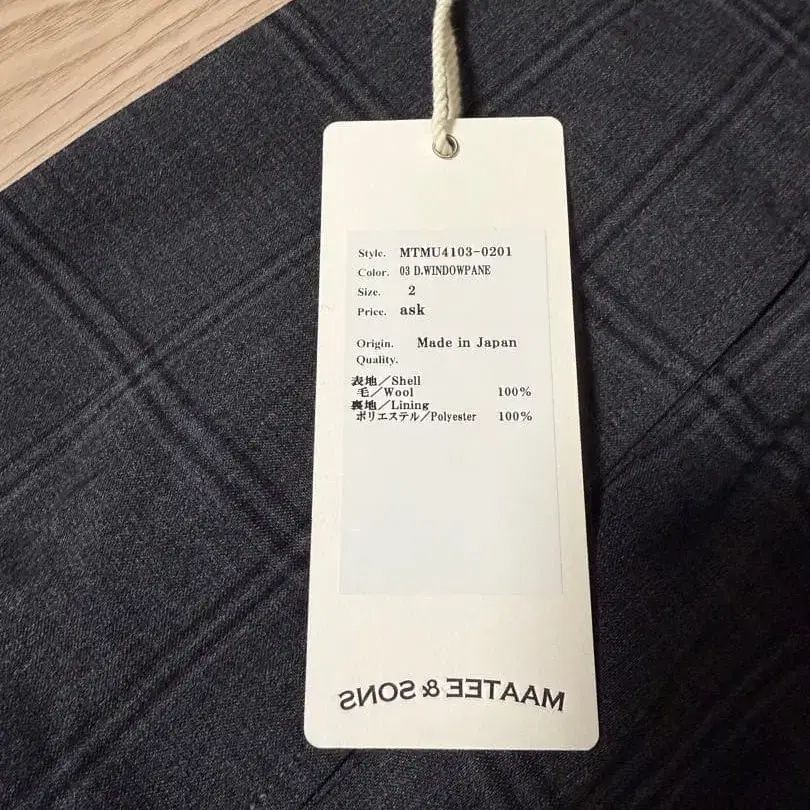 Style. MTMU4103-0201
Color. 03 D.WINDOWPANE
Size. 2
Price. ask
Origin. Made in Japan
Quality.
表地／Shell
毛／Wool 100%
裏地／Lining
ポリエステル／Polyester 100%
MAATEE & SONS